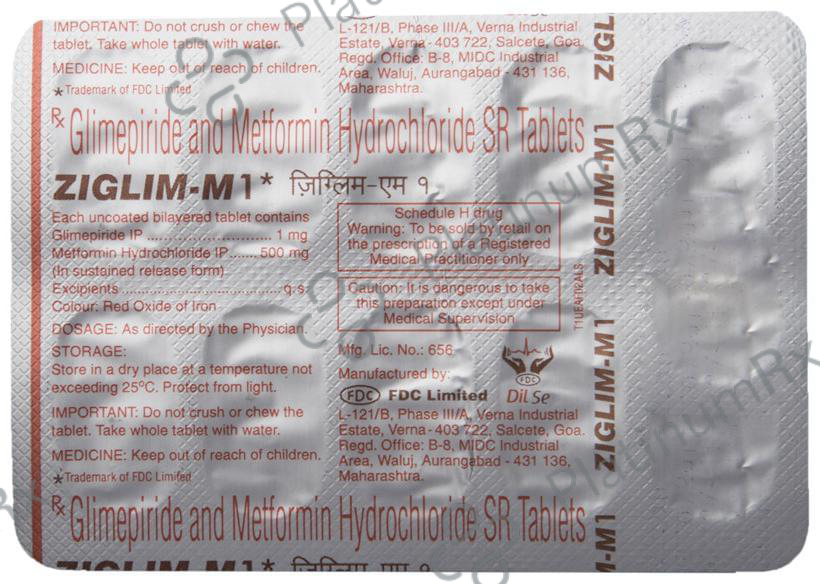 IMPORTANT: Do not crush or chew the
tablet. Take whole tablet with water.
MEDICINE: Keep out of reach of children.
*Trademark of FDC Limited
L-121/B, Phase III/A, Verna Industrial
Estate, Verna - 403 722, Salcete, Goa.
Regd. Office: B-8, MIDC Industrial
Area, Waluj, Aurangabad - 431 136,
Maharashtra.
Rx Glimepiride and Metformin Hydrochloride SR Tablets
ZIGLIM-M1* ज़िग्लिम-एम १
Each uncoated bilayered tablet contains
Glimepiride IP ............................ 1 mg
Metformin Hydrochloride IP.......500 mg
(In sustained release form)
Excipients......................................q.s.
Colour: Red Oxide of Iron
DOSAGE: As directed by the Physician.
STORAGE:
Store in a dry place at a temperature not
exceeding 25°C. Protect from light.
Schedule H drug
Warning: To be sold by retail on
the prescription of a Registered
Medical Practitioner only
Caution: It is dangerous to take
this preparation except under
Medical Supervision
Mfg. Lic. No.: 656
Manufactured by:
FDC FDC Limited
FDC
Dil Se
IMPORTANT: Do not crush or chew the
tablet. Take whole tablet with water.
MEDICINE: Keep out of reach of children.
*Trademark of FDC Limited
L-121/B, Phase III/A, Verna Industrial
Estate, Verna - 403 722, Salcete, Goa.
Regd. Office: B-8, MIDC Industrial
Area, Waluj, Aurangabad - 431 136,
Maharashtra.
Rx Glimepiride and Metformin Hydrochloride SR Tablets
ZIGLIM-M1* ज़िग्लिम-एम १
ZIGLIM-M1
ZIGLIM-M1
PlatinumRx
PlatinumRx